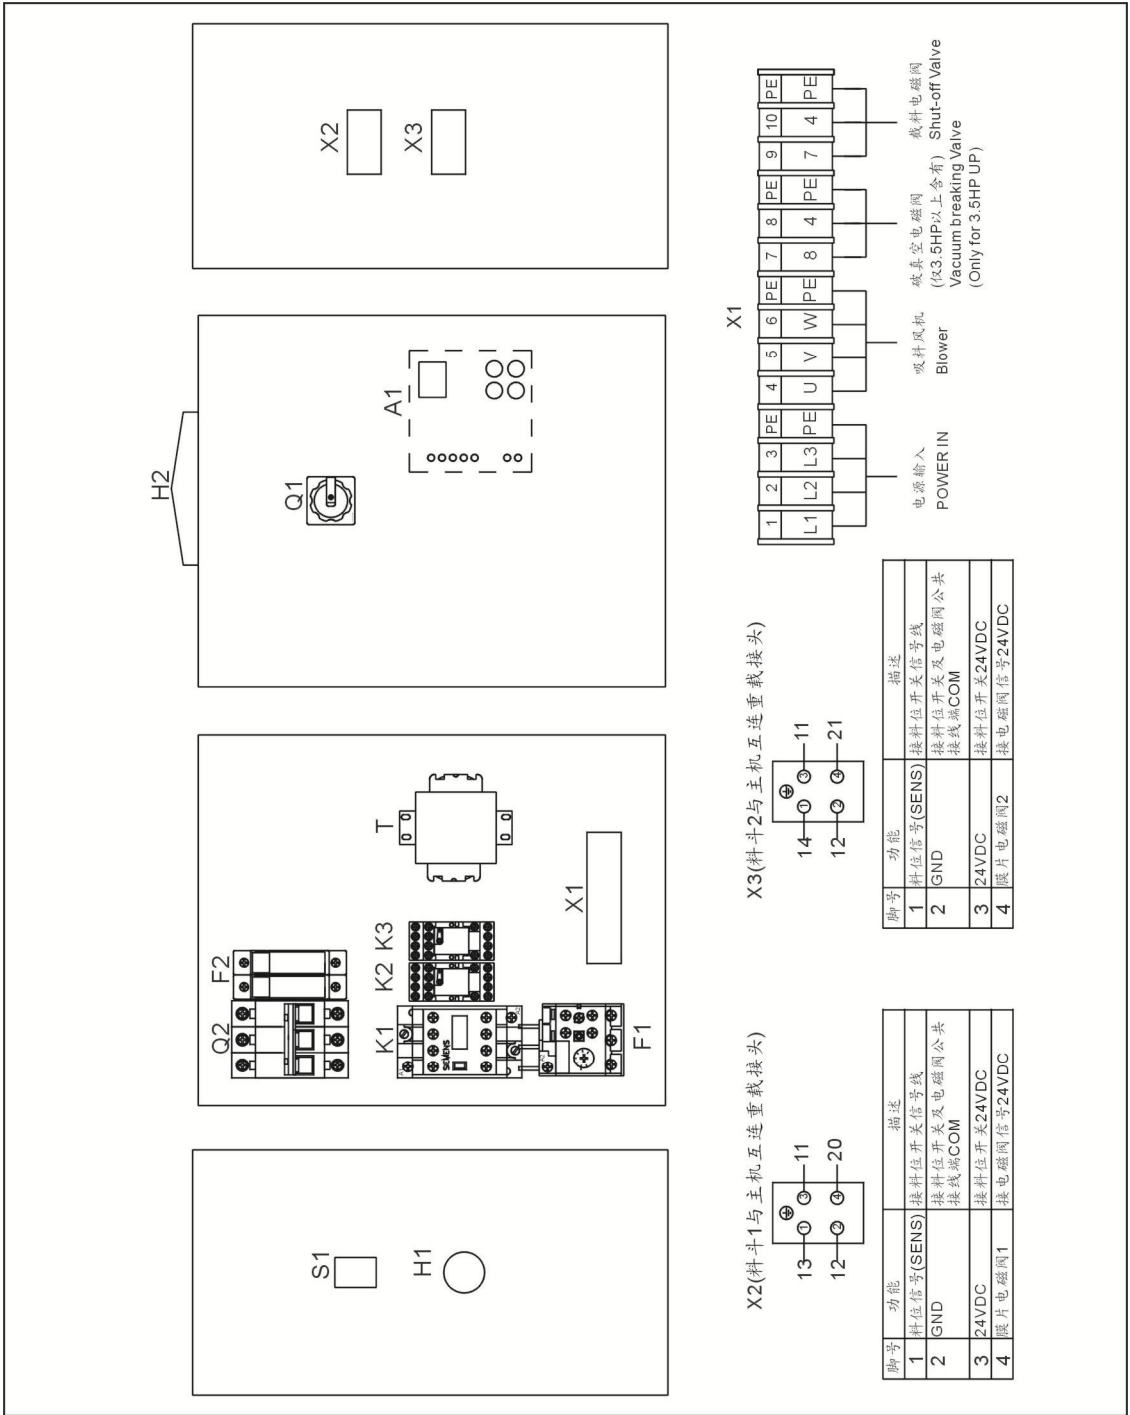 H2
Q2 F2
Q1
S1
X2
K1 K2 K3
T
A1
H1
X3
SIEMENS
F1
X1
X2(料斗1与主机互连重载接头)
13 1 3 11
12 2 4 20
脚号 功能 描述
1 料位信号(SENS) 接料位开关信号线
2 GND 接料位开关及电磁阀公共
接线端COM
3 24VDC 接料位开关24VDC
4 膜片电磁阀1 接电磁阀信号24VDC
X3(料斗2与主机互连重载接头)
14 1 3 11
12 2 4 21
脚号 功能 描述
1 料位信号(SENS) 接料位开关信号线
2 GND 接料位开关及电磁阀公共
接线端COM
3 24VDC 接料位开关24VDC
4 膜片电磁阀2 接电磁阀信号24VDC
X1
1 2 3 PE 4 5 6 PE 7 8 PE 9 10 PE
L1 L2 L3 PE U V W PE 8 4 PE 7 4 PE
电源输入
POWER IN
吸料风机
Blower
破真空电磁阀
(仅3.5HP以上含有)
Vacuum breaking Valve
(Only for 3.5HP UP)
截料电磁阀
Shut-off Valve